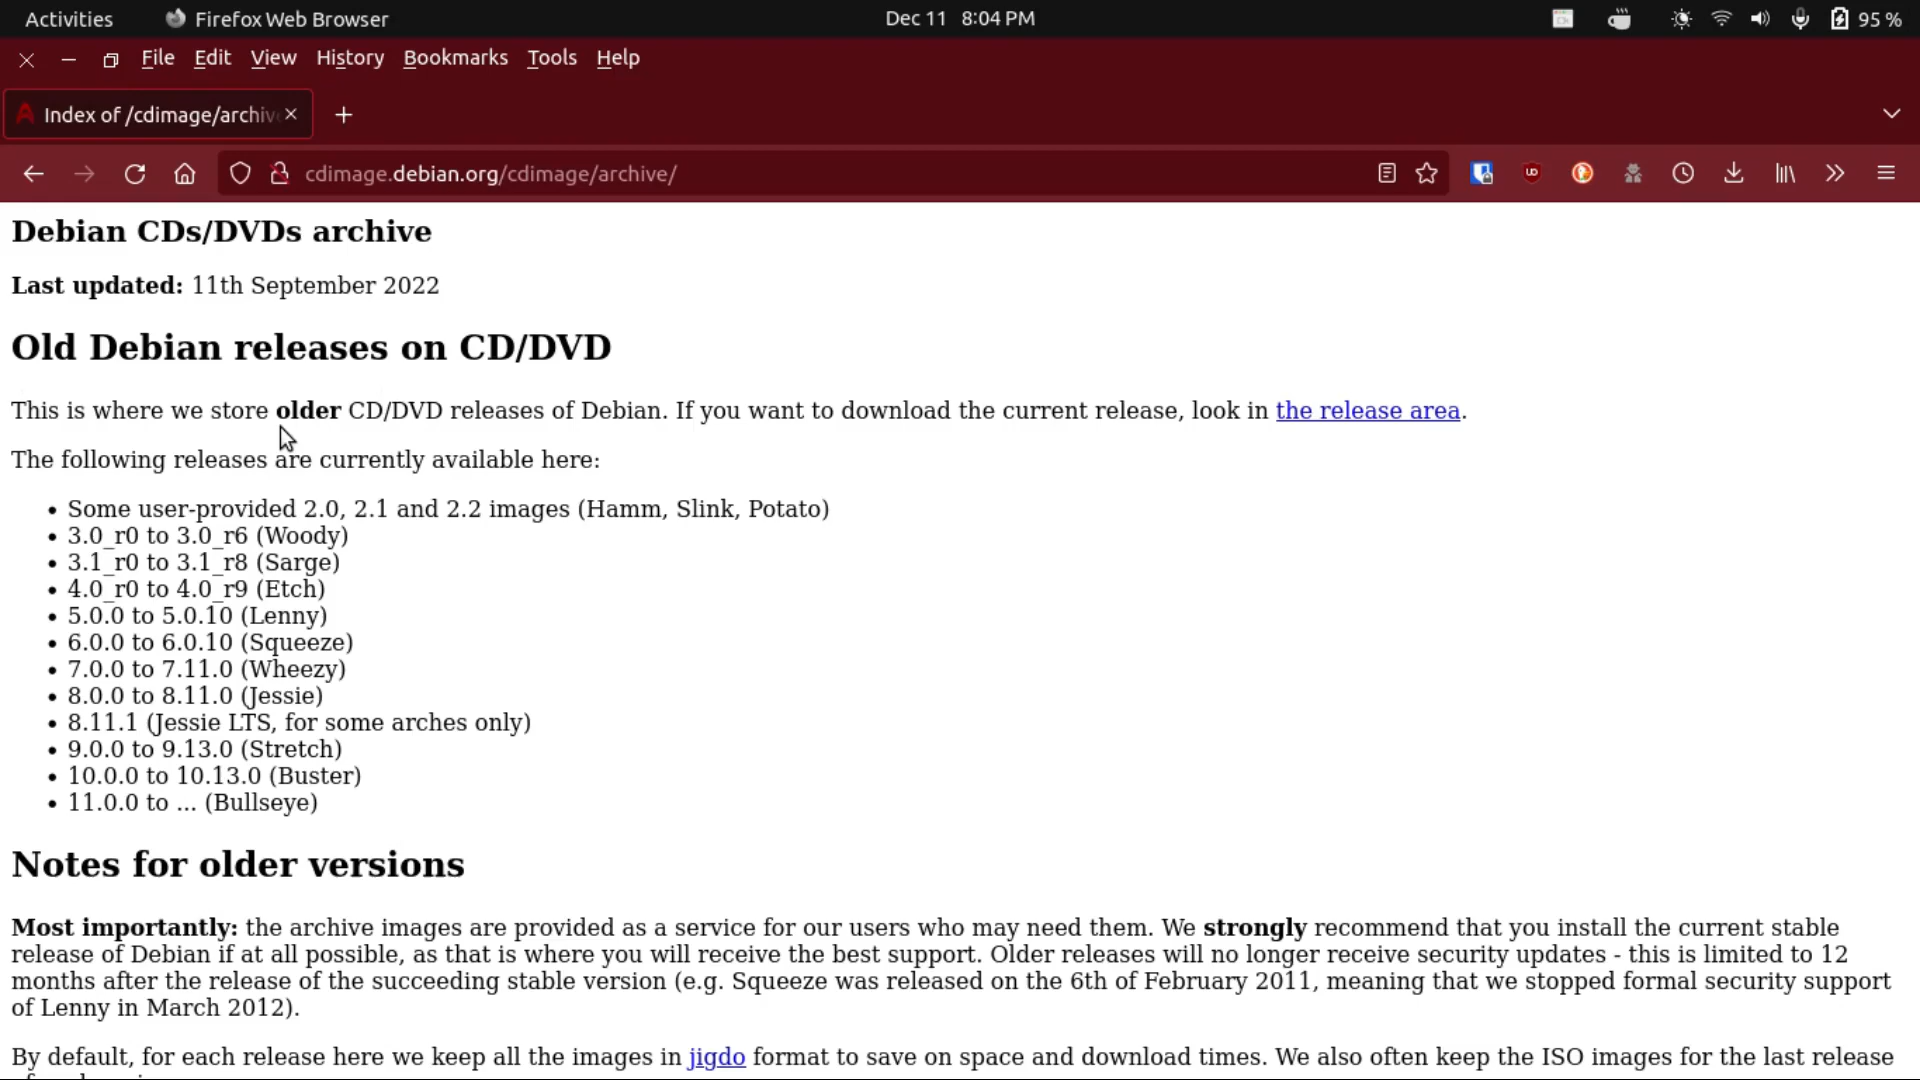 Activities Firefox Web Browser Dec 11 8:04 PM 95 %
File Edit View History Bookmarks Tools Help
Index of /cdimage/archiv
cdimage.debian.org/cdimage/archive/
Debian CDs/DVDs archive
Last updated: 11th September 2022
Old Debian releases on CD/DVD
This is where we store older CD/DVD releases of Debian. If you want to download the current release, look in the release area.
The following releases are currently available here:
• Some user-provided 2.0, 2.1 and 2.2 images (Hamm, Slink, Potato)
• 3.0_r0 to 3.0_r6 (Woody)
• 3.1_r0 to 3.1_r8 (Sarge)
• 4.0_r0 to 4.0_r9 (Etch)
• 5.0.0 to 5.0.10 (Lenny)
• 6.0.0 to 6.0.10 (Squeeze)
• 7.0.0 to 7.11.0 (Wheezy)
• 8.0.0 to 8.11.0 (Jessie)
• 8.11.1 (Jessie LTS, for some arches only)
• 9.0.0 to 9.13.0 (Stretch)
• 10.0.0 to 10.13.0 (Buster)
• 11.0.0 to ... (Bullseye)
Notes for older versions
Most importantly: the archive images are provided as a service for our users who may need them. We strongly recommend that you install the current stable
release of Debian if at all possible, as that is where you will receive the best support. Older releases will no longer receive security updates - this is limited to 12
months after the release of the succeeding stable version (e.g. Squeeze was released on the 6th of February 2011, meaning that we stopped formal security support
of Lenny in March 2012).
By default, for each release here we keep all the images in jigdo format to save on space and download times. We also often keep the ISO images for the last release